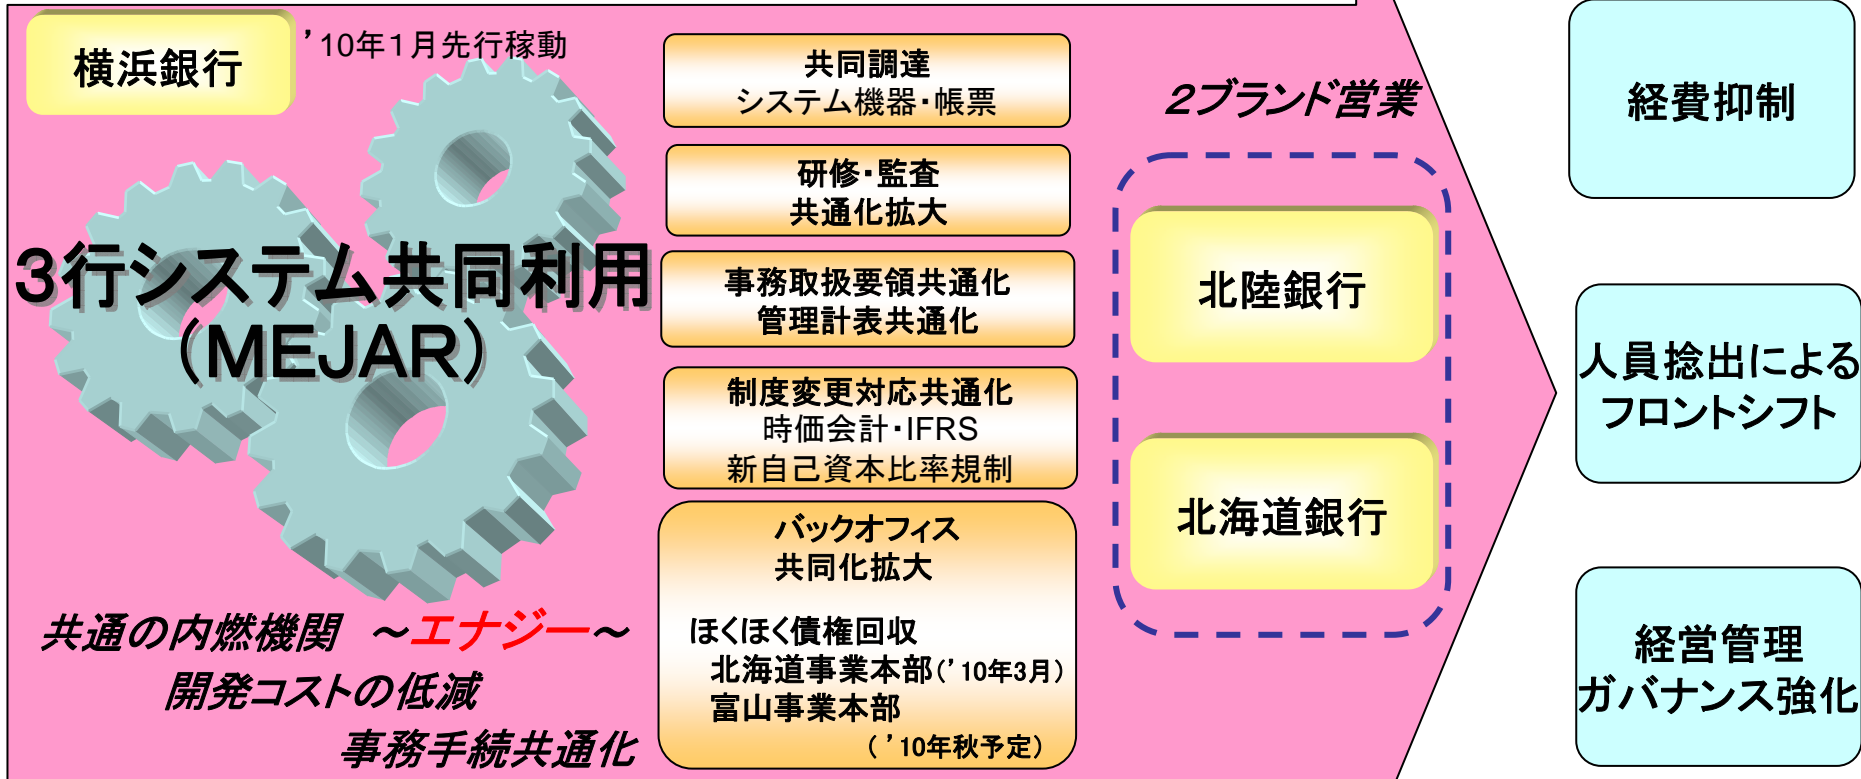 横浜銀行
’10年1月先行稼動
3行システム共同利用
（MEJAR）
共通の内燃機関　～エナジー～
開発コストの低減
事務手続共通化
共同調達
システム機器・帳票
研修・監査
共通化拡大
事務取扱要領共通化
管理計表共通化
制度変更対応共通化
時価会計・IFRS
新自己資本比率規制
バックオフィス
共同化拡大
ほくほく債権回収
北海道事業本部(’10年3月)
富山事業本部
(’10年秋予定)
2ブランド営業
北陸銀行
北海道銀行
経費抑制
人員捻出による
フロントシフト
経営管理
ガバナンス強化